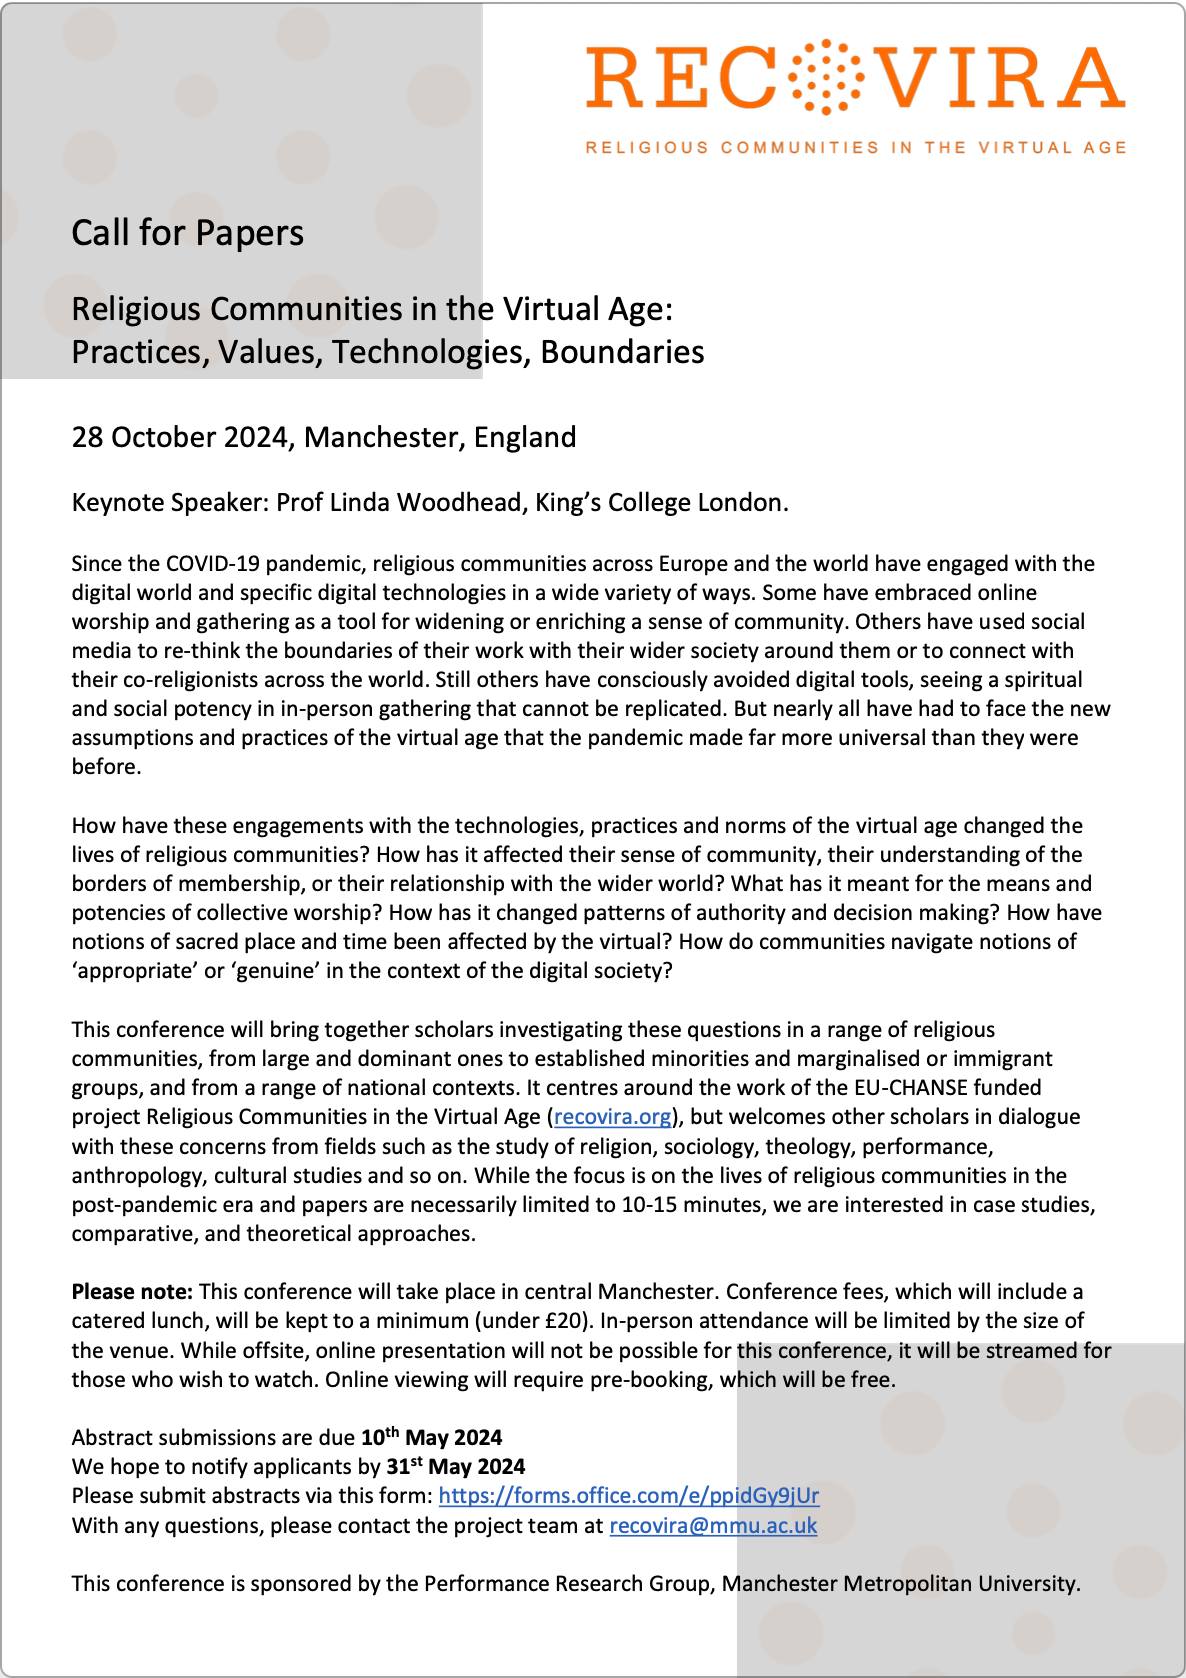 RECOVIRA
RELIGIOUS COMMUNITIES IN THE VIRTUAL AGE
Call for Papers
Religious Communities in the Virtual Age:
Practices, Values, Technologies, Boundaries
28 October 2024, Manchester, England
Keynote Speaker: Prof Linda Woodhead, King’s College London.
Since the COVID-19 pandemic, religious communities across Europe and the world have engaged with the
digital world and specific digital technologies in a wide variety of ways. Some have embraced online
worship and gathering as a tool for widening or enriching a sense of community. Others have used social
media to re-think the boundaries of their work with their wider society around them or to connect with
their co-religionists across the world. Still others have consciously avoided digital tools, seeing a spiritual
and social potency in in-person gathering that cannot be replicated. But nearly all have had to face the new
assumptions and practices of the virtual age that the pandemic made far more universal than they were
before.
How have these engagements with the technologies, practices and norms of the virtual age changed the
lives of religious communities? How has it affected their sense of community, their understanding of the
borders of membership, or their relationship with the wider world? What has it meant for the means and
potencies of collective worship? How has it changed patterns of authority and decision making? How have
notions of sacred place and time been affected by the virtual? How do communities navigate notions of
‘appropriate’ or ‘genuine’ in the context of the digital society?
This conference will bring together scholars investigating these questions in a range of religious
communities, from large and dominant ones to established minorities and marginalised or immigrant
groups, and from a range of national contexts. It centres around the work of the EU-CHANSE funded
project Religious Communities in the Virtual Age (recovira.org), but welcomes other scholars in dialogue
with these concerns from fields such as the study of religion, sociology, theology, performance,
anthropology, cultural studies and so on. While the focus is on the lives of religious communities in the
post-pandemic era and papers are necessarily limited to 10-15 minutes, we are interested in case studies,
comparative, and theoretical approaches.
Please note: This conference will take place in central Manchester. Conference fees, which will include a
catered lunch, will be kept to a minimum (under £20). In-person attendance will be limited by the size of
the venue. While offsite, online presentation will not be possible for this conference, it will be streamed for
those who wish to watch. Online viewing will require pre-booking, which will be free.
Abstract submissions are due 10th May 2024
We hope to notify applicants by 31st May 2024
Please submit abstracts via this form: https://forms.office.com/e/ppidGy9jUr
With any questions, please contact the project team at recovira@mmu.ac.uk
This conference is sponsored by the Performance Research Group, Manchester Metropolitan University.